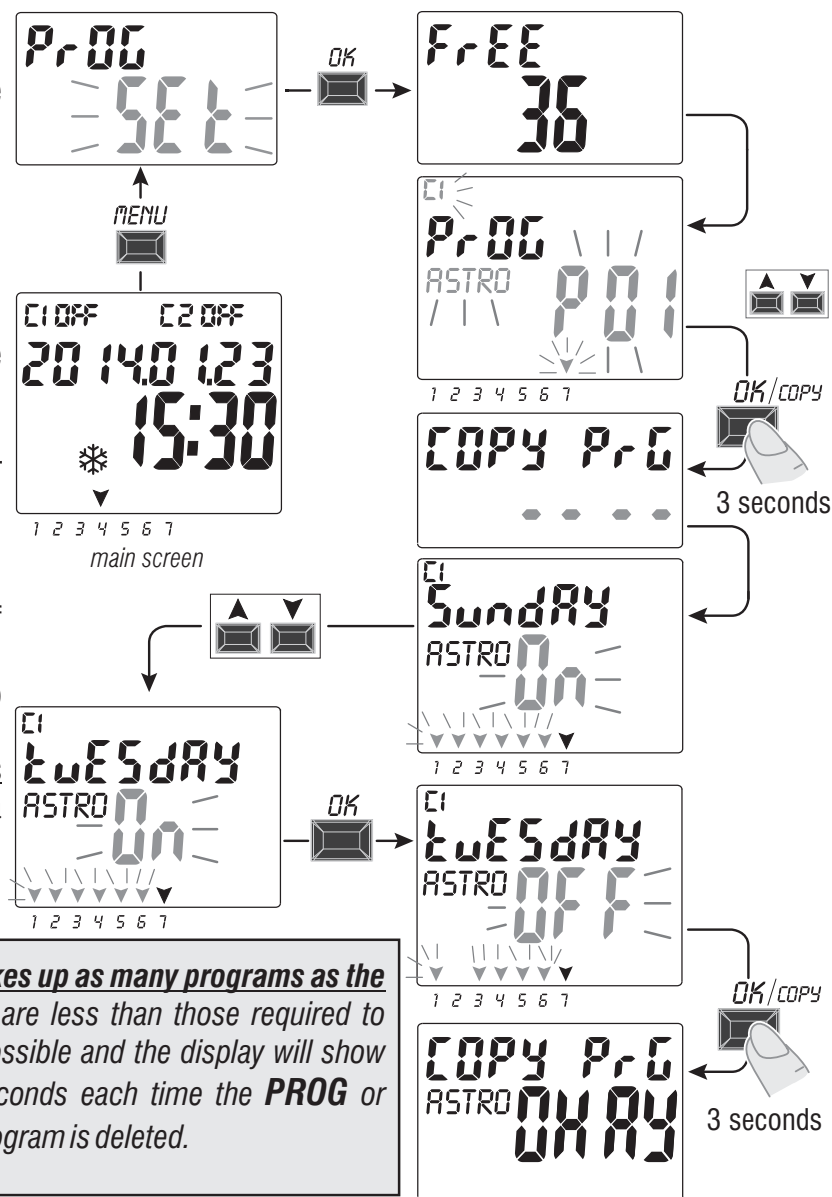 PrOG
SEt
OK
FrEE
36
MENU
C1
PrOG
ASTRO
P01
1 2 3 4 5 6 7
C1 OFF C2 OFF
2014.01.23
15:30
1 2 3 4 5 6 7
main screen
OK/COPY
3 seconds
COPY PrG
- - - -
C1
SundAY
ASTRO
On
1 2 3 4 5 6 7
C1
tuESdAY
ASTRO
On
1 2 3 4 5 6 7
OK
C1
tuESdAY
ASTRO
OFF
1 2 3 4 5 6 7
OK/COPY
3 seconds
COPY PrG
ASTRO
OKAY
up as many programs as the
are less than those required to
and the display will show
each time the PROG or
is deleted.